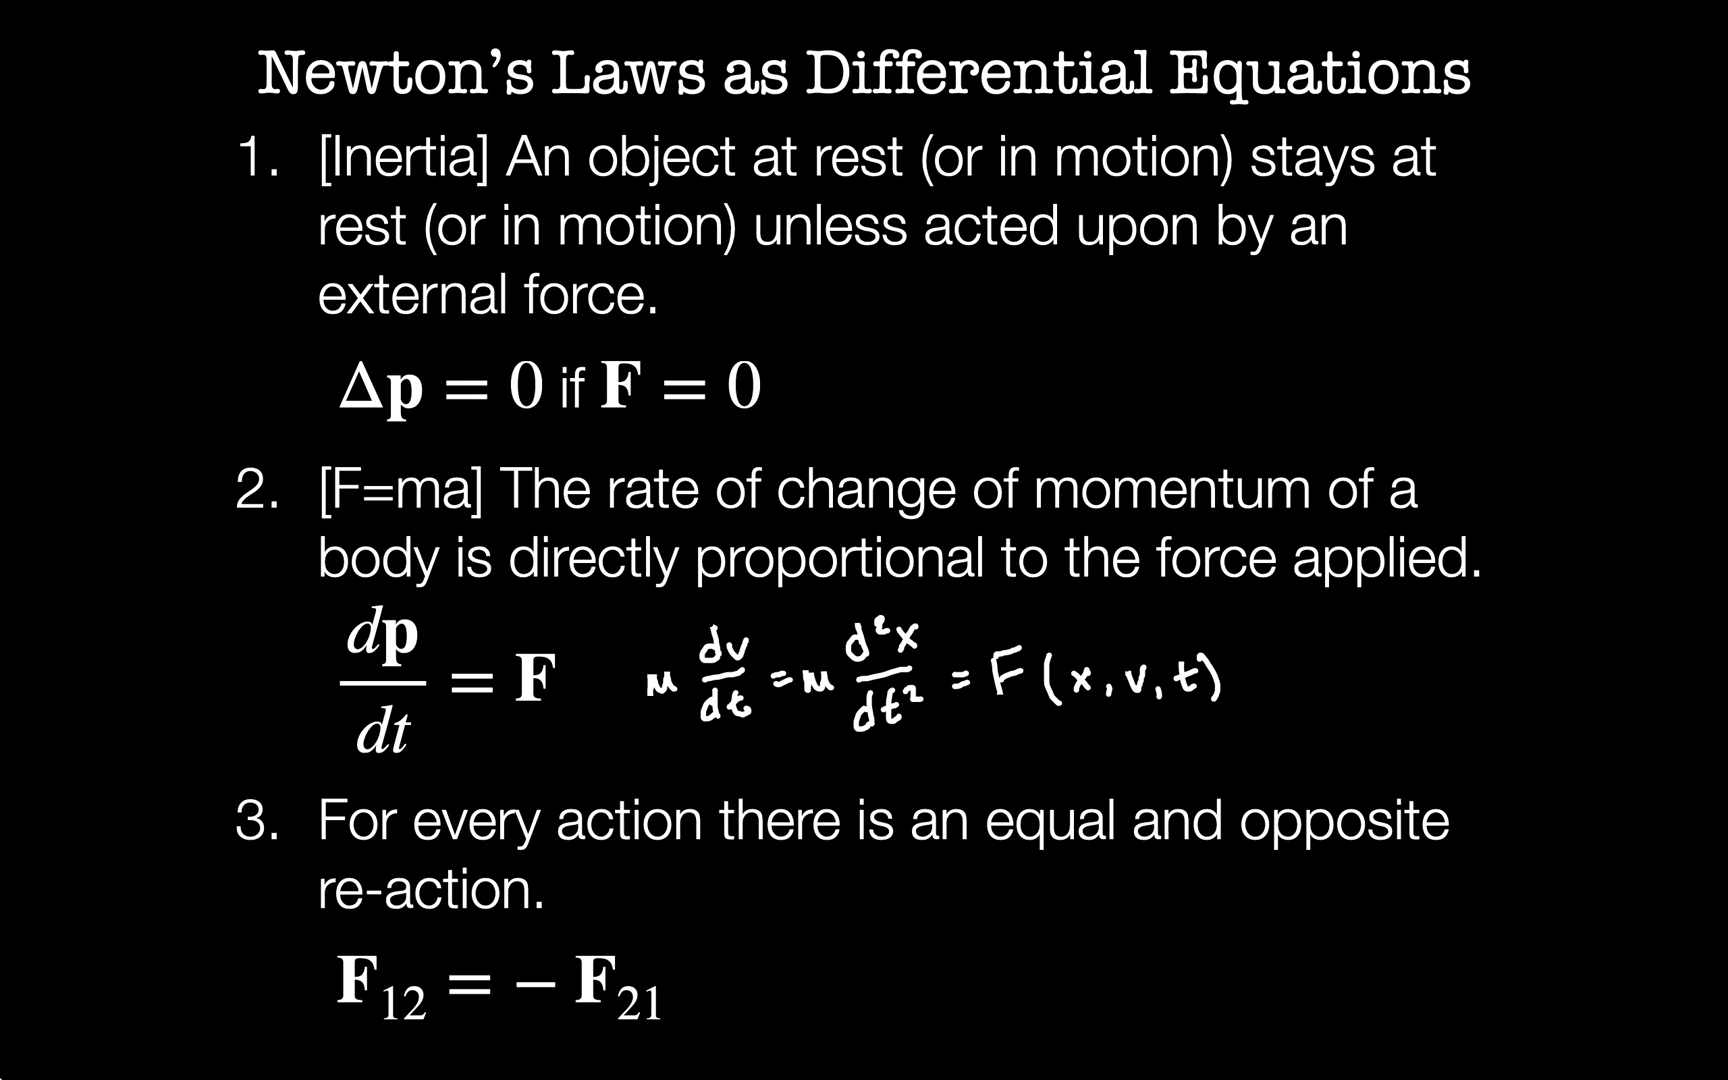 Newton's Laws as Differential Equations
1. [Inertia] An object at rest (or in motion) stays at
rest (or in motion) unless acted upon by an
external force.
Δp = 0 if F = 0
2. [F=ma] The rate of change of momentum of a
body is directly proportional to the force applied.
dp/dt = F m dv/dt = m d²x/dt² = F(x,v,t)
3. For every action there is an equal and opposite
re-action.
F₁₂ = − F₂₁